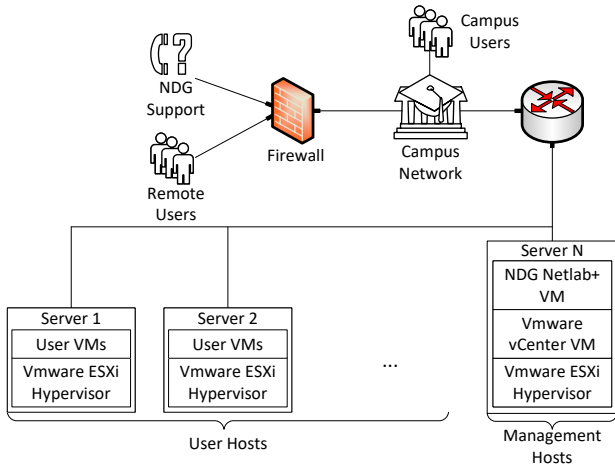 Campus
Users
NDG
Support
Firewall
Campus
Network
Remote
Users
Server 1
User VMs
Vmware ESXi
Hypervisor
Server 2
User VMs
Vmware ESXi
Hypervisor
...
Server N
NDG Netlab+
VM
Vmware
vCenter VM
Vmware ESXi
Hypervisor
User Hosts
Management
Hosts